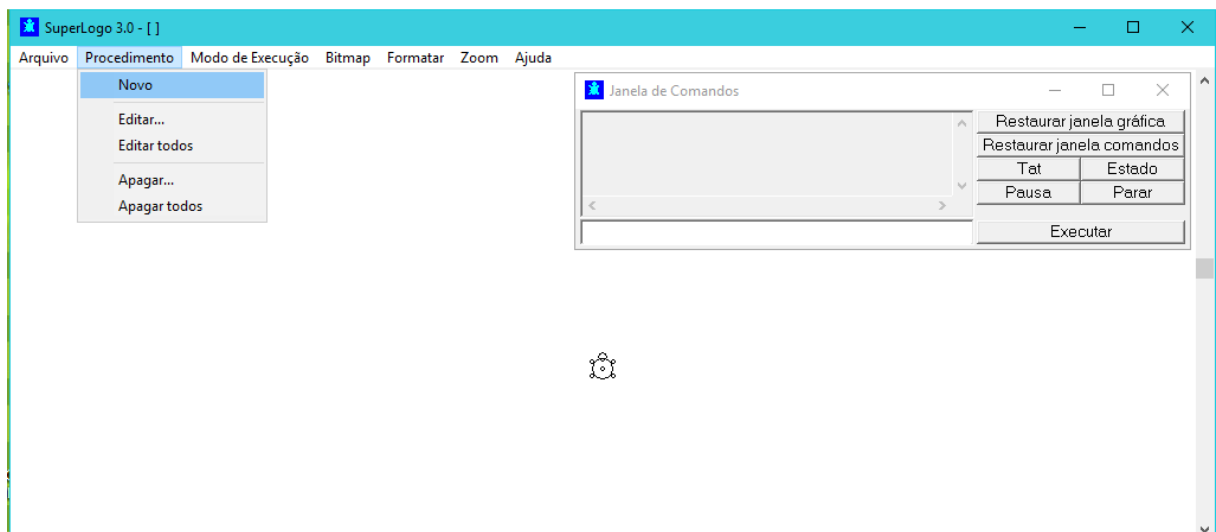 SuperLogo 3.0 - [ ]
Arquivo Procedimento Modo de Execução Bitmap Formatar Zoom Ajuda
Novo
Editar...
Editar todos
Apagar...
Apagar todos
Janela de Comandos
Restaurar janela gráfica
Restaurar janela comandos
Tat Estado
Pausa Parar
Executar